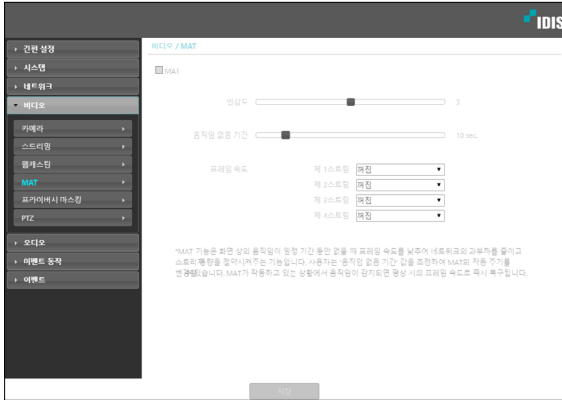 IDIS
비디오 / MAT
간편 설정
시스템
네트워크
비디오
카메라
스트리밍
웹캐스팅
MAT
프라이버시 마스킹
PTZ
오디오
이벤트 동작
이벤트
MAT
민감도 3
움직임 없음 기간 10 sec.
프레임 속도 제 1스트림 꺼짐
제 2스트림 꺼짐
제 3스트림 꺼짐
제 4스트림 꺼짐
*MAT 기능은 화면 상의 움직임이 일정 기간 동안 없을 때 프레임 속도를 낮추어 네트워크의 과부하를 줄이고
용량을 절약시켜주는 기능입니다. 사용자는 '움직임 없음 기간' 값을 조정하여 MAT의 작동 주기를
있습니다. MAT가 작동하고 있는 상황에서 움직임이 감지되면 평상 시의 프레임 속도로 즉시 복구됩니다.
저장